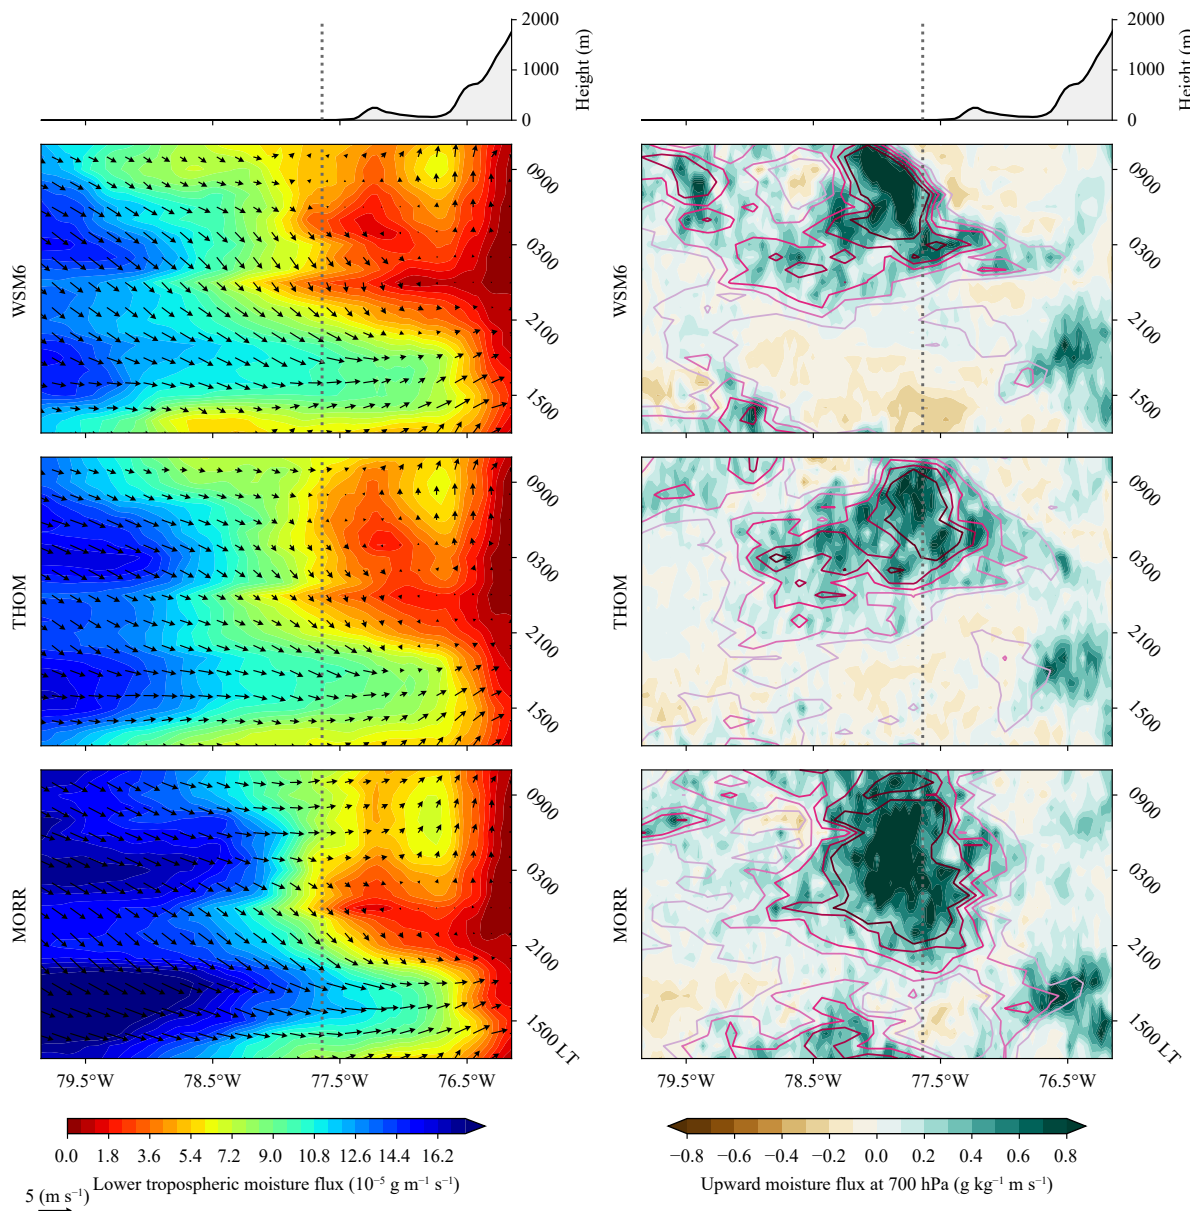 2000
1000
0
Height (m)
2000
1000
0
Height (m)
WSM6
0900
0300
2100
1500
WSM6
0900
0300
2100
1500
THOM
0900
0300
2100
1500
THOM
0900
0300
2100
1500
MORR
0900
0300
2100
1500 LT
MORR
0900
0300
2100
1500 LT
79.5°W 78.5°W 77.5°W 76.5°W
79.5°W 78.5°W 77.5°W 76.5°W
0.0 1.8 3.6 5.4 7.2 9.0 10.8 12.6 14.4 16.2
Lower tropospheric moisture flux (10⁻⁵ g m⁻¹ s⁻¹)
5 (m s⁻¹)
−0.8 −0.6 −0.4 −0.2 0.0 0.2 0.4 0.6 0.8
Upward moisture flux at 700 hPa (g kg⁻¹ m s⁻¹)